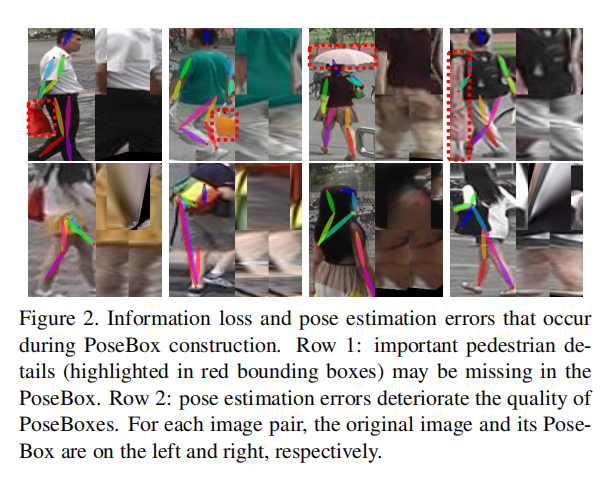 Figure 2. Information loss and pose estimation errors that occur
during PoseBox construction. Row 1: important pedestrian de-
tails (highlighted in red bounding boxes) may be missing in the
PoseBox. Row 2: pose estimation errors deteriorate the quality of
PoseBoxes. For each image pair, the original image and its Pose-
Box are on the left and right, respectively.